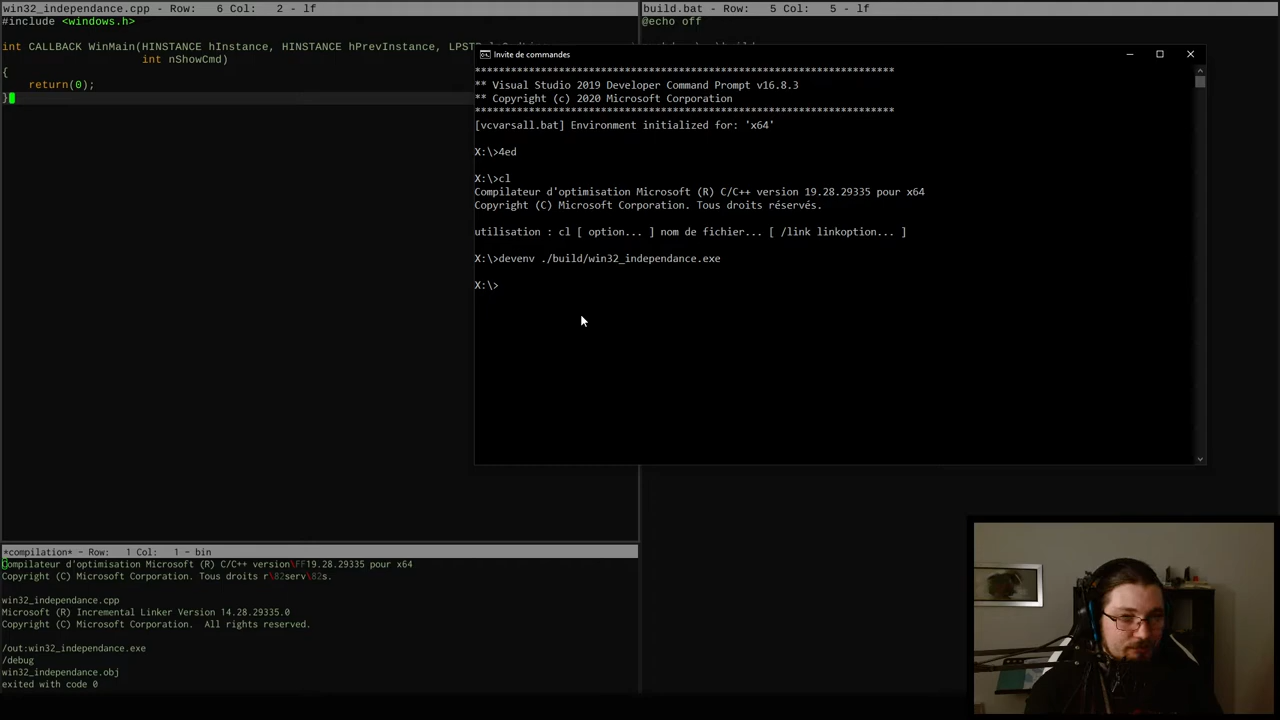 win32_independance.cpp - Row: 6 Col: 2 - lf
#include <windows.h>
int CALLBACK WinMain(HINSTANCE hInstance, HINSTANCE hPrevInstance,
int nShowCmd)
{
return(0);
}
build.bat - Row: 5 Col: 5 - lf
@echo off
Invite de commandes
**********************************************************************
** Visual Studio 2019 Developer Command Prompt v16.8.3
** Copyright (c) 2020 Microsoft Corporation
**********************************************************************
[vcvarsall.bat] Environment initialized for: 'x64'
X:\>4ed
X:\>cl
Compilateur d'optimisation Microsoft (R) C/C++ version 19.28.29335 pour x64
Copyright (C) Microsoft Corporation. Tous droits réservés.
utilisation : cl [ option... ] nom de fichier... [ /link linkoption... ]
X:\>devenv ./build/win32_independance.exe
X:\>
*compilation* - Row: 1 Col: 1 - bin
Compilateur d'optimisation Microsoft (R) C/C++ version\FF19.28.29335 pour x64
Copyright (C) Microsoft Corporation. Tous droits r\82serv\82s.
win32_independance.cpp
Microsoft (R) Incremental Linker Version 14.28.29335.0
Copyright (C) Microsoft Corporation.  All rights reserved.
/out:win32_independance.exe
/debug
win32_independance.obj
exited with code 0